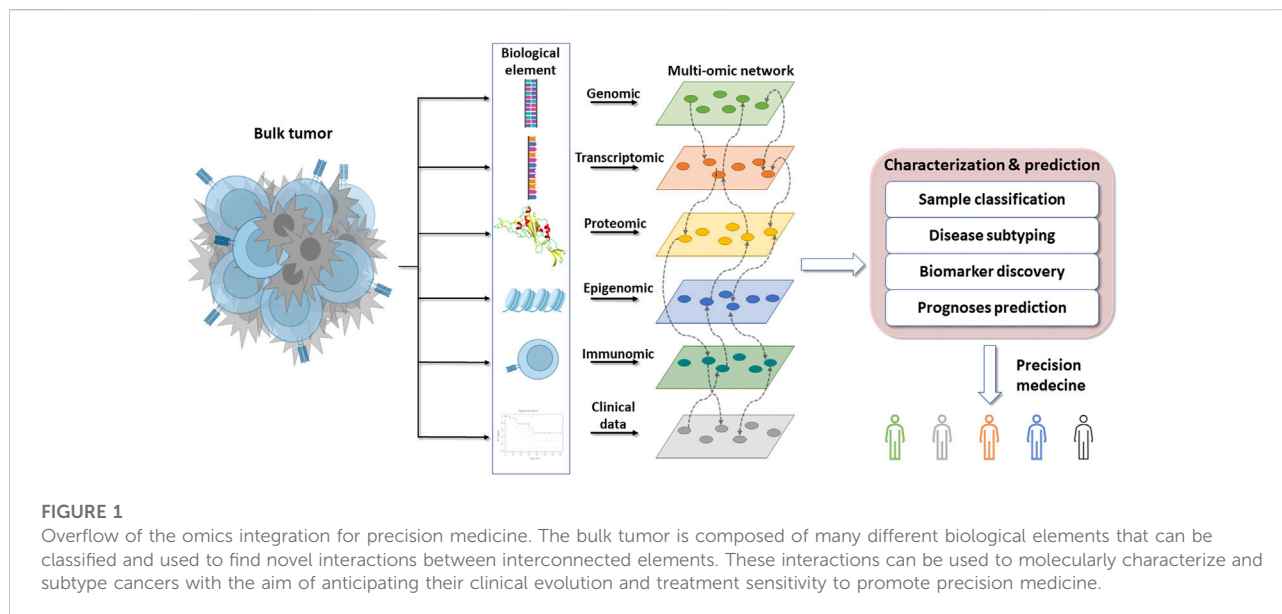 Bulk tumor
Biological
element
Multi-omic network
Genomic
Transcriptomic
Proteomic
Epigenomic
Immunomic
Clinical
data
Characterization & prediction
Sample classification
Disease subtyping
Biomarker discovery
Prognoses prediction
Precision
medecine
FIGURE 1
Overflow of the omics integration for precision medicine. The bulk tumor is composed of many different biological elements that can be
classified and used to find novel interactions between interconnected elements. These interactions can be used to molecularly characterize and
subtype cancers with the aim of anticipating their clinical evolution and treatment sensitivity to promote precision medicine.